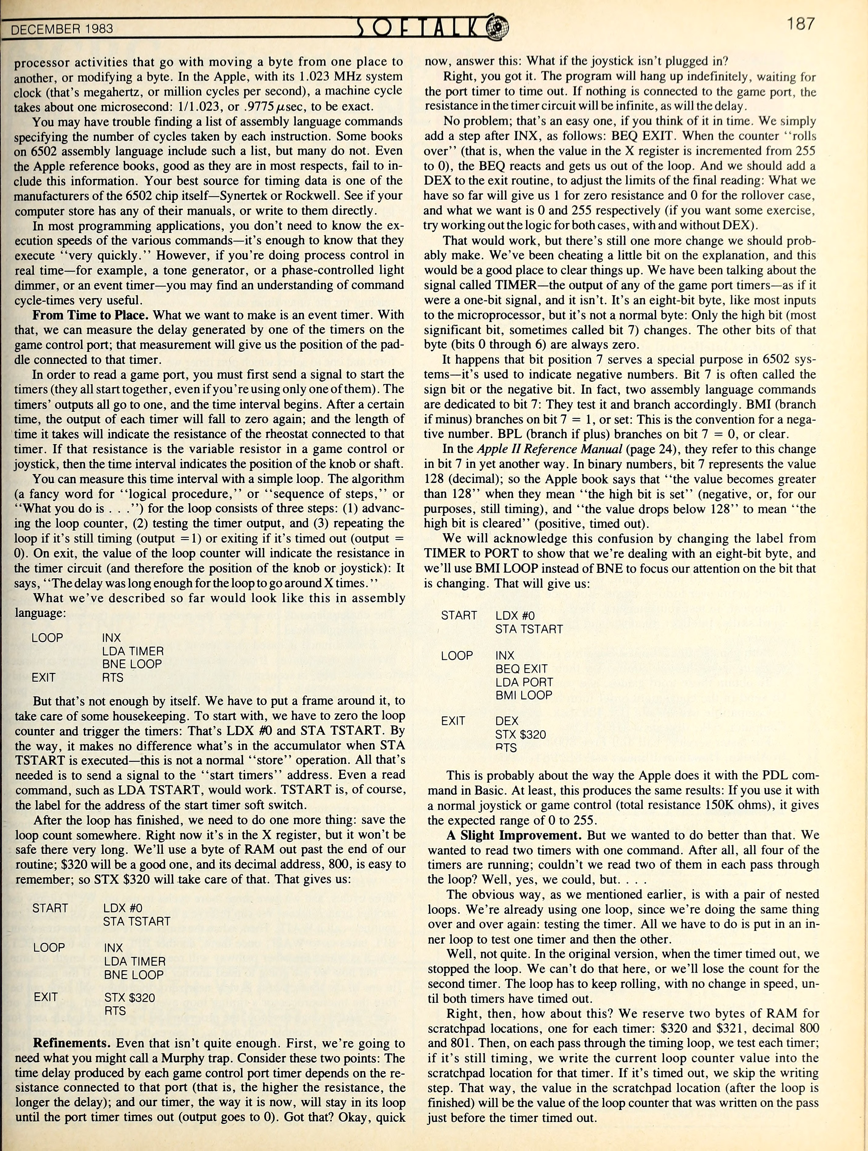 DECEMBER 1983
SOFTALK
187
processor activities that go with moving a byte from one place to
another, or modifying a byte. In the Apple, with its 1.023 MHz system
clock (that's megahertz, or million cycles per second), a machine cycle
takes about one microsecond: 1/1.023, or .9775 μsec, to be exact.
You may have trouble finding a list of assembly language commands
specifying the number of cycles taken by each instruction. Some books
on 6502 assembly language include such a list, but many do not. Even
the Apple reference books, good as they are in most respects, fail to in-
clude this information. Your best source for timing data is one of the
manufacturers of the 6502 chip itself—Synertek or Rockwell. See if your
computer store has any of their manuals, or write to them directly.
In most programming applications, you don't need to know the ex-
ecution speeds of the various commands—it's enough to know that they
execute "very quickly." However, if you're doing process control in
real time—for example, a tone generator, or a phase-controlled light
dimmer, or an event timer—you may find an understanding of command
cycle-times very useful.
From Time to Place. What we want to make is an event timer. With
that, we can measure the delay generated by one of the timers on the
game control port; that measurement will give us the position of the pad-
dle connected to that timer.
In order to read a game port, you must first send a signal to start the
timers (they all start together, even if you're using only one of them). The
timers' outputs all go to one, and the time interval begins. After a certain
time, the output of each timer will fall to zero again; and the length of
time it takes will indicate the resistance of the rheostat connected to that
timer. If that resistance is the variable resistor in a game control or
joystick, then the time interval indicates the position of the knob or shaft.
You can measure this time interval with a simple loop. The algorithm
(a fancy word for "logical procedure," or "sequence of steps," or
"What you do is . . .") for the loop consists of three steps: (1) advanc-
ing the loop counter, (2) testing the timer output, and (3) repeating the
loop if it's still timing (output =1) or exiting if it's timed out (output =
0). On exit, the value of the loop counter will indicate the resistance in
the timer circuit (and therefore the position of the knob or joystick): It
says, "The delay was long enough for the loop to go around X times."
What we've described so far would look like this in assembly
language:
LOOP INX
LDA TIMER
BNE LOOP
EXIT RTS
But that's not enough by itself. We have to put a frame around it, to
take care of some housekeeping. To start with, we have to zero the loop
counter and trigger the timers: That's LDX #0 and STA TSTART. By
the way, it makes no difference what's in the accumulator when STA
TSTART is executed—this is not a normal "store" operation. All that's
needed is to send a signal to the "start timers" address. Even a read
command, such as LDA TSTART, would work. TSTART is, of course,
the label for the address of the start timer soft switch.
After the loop has finished, we need to do one more thing: save the
loop count somewhere. Right now it's in the X register, but it won't be
safe there very long. We'll use a byte of RAM out past the end of our
routine; $320 will be a good one, and its decimal address, 800, is easy to
remember; so STX $320 will take care of that. That gives us:
START LDX #0
STA TSTART
LOOP INX
LDA TIMER
BNE LOOP
EXIT STX $320
RTS
Refinements. Even that isn't quite enough. First, we're going to
need what you might call a Murphy trap. Consider these two points: The
time delay produced by each game control port timer depends on the re-
sistance connected to that port (that is, the higher the resistance, the
longer the delay); and our timer, the way it is now, will stay in its loop
until the port timer times out (output goes to 0). Got that? Okay, quick
now, answer this: What if the joystick isn't plugged in?
Right, you got it. The program will hang up indefinitely, waiting for
the port timer to time out. If nothing is connected to the game port, the
resistance in the timer circuit will be infinite, as will the delay.
No problem; that's an easy one, if you think of it in time. We simply
add a step after INX, as follows: BEQ EXIT. When the counter "rolls
over" (that is, when the value in the X register is incremented from 255
to 0), the BEQ reacts and gets us out of the loop. And we should add a
DEX to the exit routine, to adjust the limits of the final reading: What we
have so far will give us 1 for zero resistance and 0 for the rollover case,
and what we want is 0 and 255 respectively (if you want some exercise,
try working out the logic for both cases, with and without DEX).
That would work, but there's still one more change we should prob-
ably make. We've been cheating a little bit on the explanation, and this
would be a good place to clear things up. We have been talking about the
signal called TIMER—the output of any of the game port timers—as if it
were a one-bit signal, and it isn't. It's an eight-bit byte, like most inputs
to the microprocessor, but it's not a normal byte: Only the high bit (most
significant bit, sometimes called bit 7) changes. The other bits of that
byte (bits 0 through 6) are always zero.
It happens that bit position 7 serves a special purpose in 6502 sys-
tems—it's used to indicate negative numbers. Bit 7 is often called the
sign bit or the negative bit. In fact, two assembly language commands
are dedicated to bit 7: They test it and branch accordingly. BMI (branch
if minus) branches on bit 7 = 1, or set: This is the convention for a nega-
tive number. BPL (branch if plus) branches on bit 7 = 0, or clear.
In the Apple II Reference Manual (page 24), they refer to this change
in bit 7 in yet another way. In binary numbers, bit 7 represents the value
128 (decimal); so the Apple book says that "the value becomes greater
than 128" when they mean "the high bit is set" (negative, or, for our
purposes, still timing), and "the value drops below 128" to mean "the
high bit is cleared" (positive, timed out).
We will acknowledge this confusion by changing the label from
TIMER to PORT to show that we're dealing with an eight-bit byte, and
we'll use BMI LOOP instead of BNE to focus our attention on the bit that
is changing. That will give us:
START LDX #0
STA TSTART
LOOP INX
BEQ EXIT
LDA PORT
BMI LOOP
EXIT DEX
STX $320
RTS
This is probably about the way the Apple does it with the PDL com-
mand in Basic. At least, this produces the same results: If you use it with
a normal joystick or game control (total resistance 150K ohms), it gives
the expected range of 0 to 255.
A Slight Improvement. But we wanted to do better than that. We
wanted to read two timers with one command. After all, all four of the
timers are running; couldn't we read two of them in each pass through
the loop? Well, yes, we could, but. . . .
The obvious way, as we mentioned earlier, is with a pair of nested
loops. We're already using one loop, since we're doing the same thing
over and over again: testing the timer. All we have to do is put in an in-
ner loop to test one timer and then the other.
Well, not quite. In the original version, when the timer timed out, we
stopped the loop. We can't do that here, or we'll lose the count for the
second timer. The loop has to keep rolling, with no change in speed, un-
til both timers have timed out.
Right, then, how about this? We reserve two bytes of RAM for
scratchpad locations, one for each timer: $320 and $321, decimal 800
and 801. Then, on each pass through the timing loop, we test each timer;
if it's still timing, we write the current loop counter value into the
scratchpad location for that timer. If it's timed out, we skip the writing
step. That way, the value in the scratchpad location (after the loop is
finished) will be the value of the loop counter that was written on the pass
just before the timer timed out.